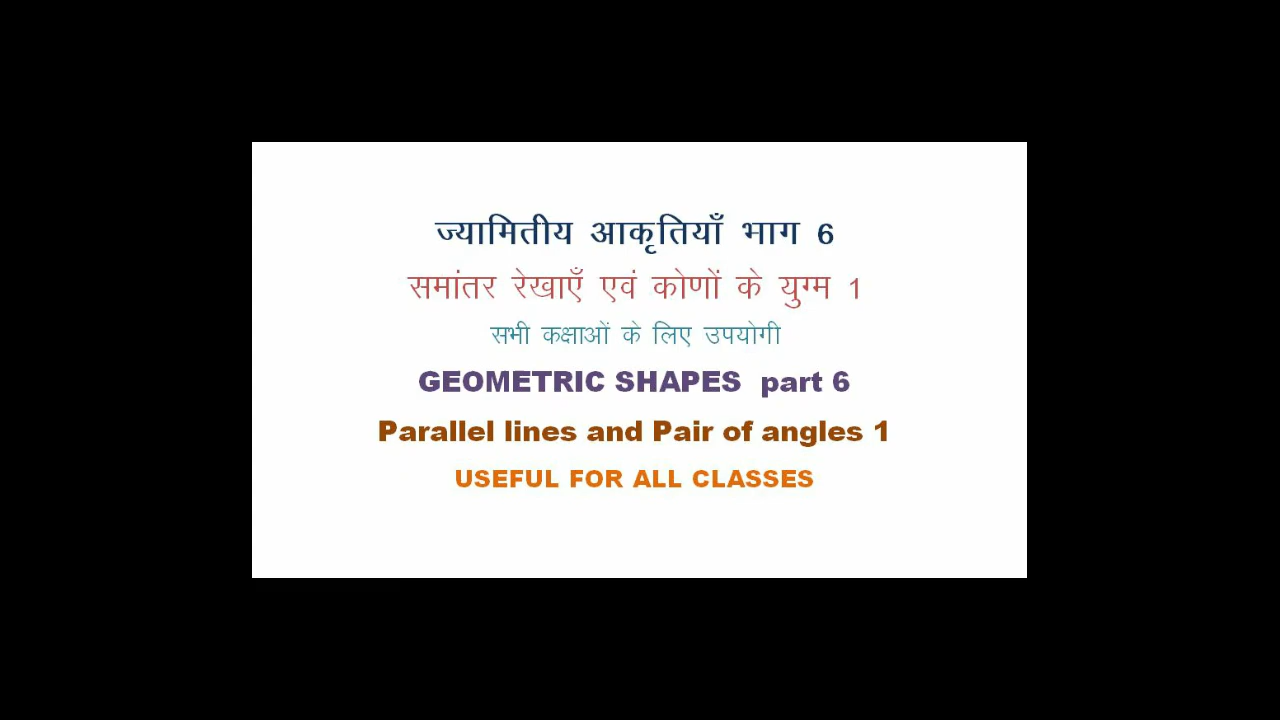 ज्यामितीय आकृतियाँ भाग 6
समांतर रेखाएँ एवं कोणों के युग्म 1
सभी कक्षाओं के लिए उपयोगी
GEOMETRIC SHAPES part 6
Parallel lines and Pair of angles 1
USEFUL FOR ALL CLASSES